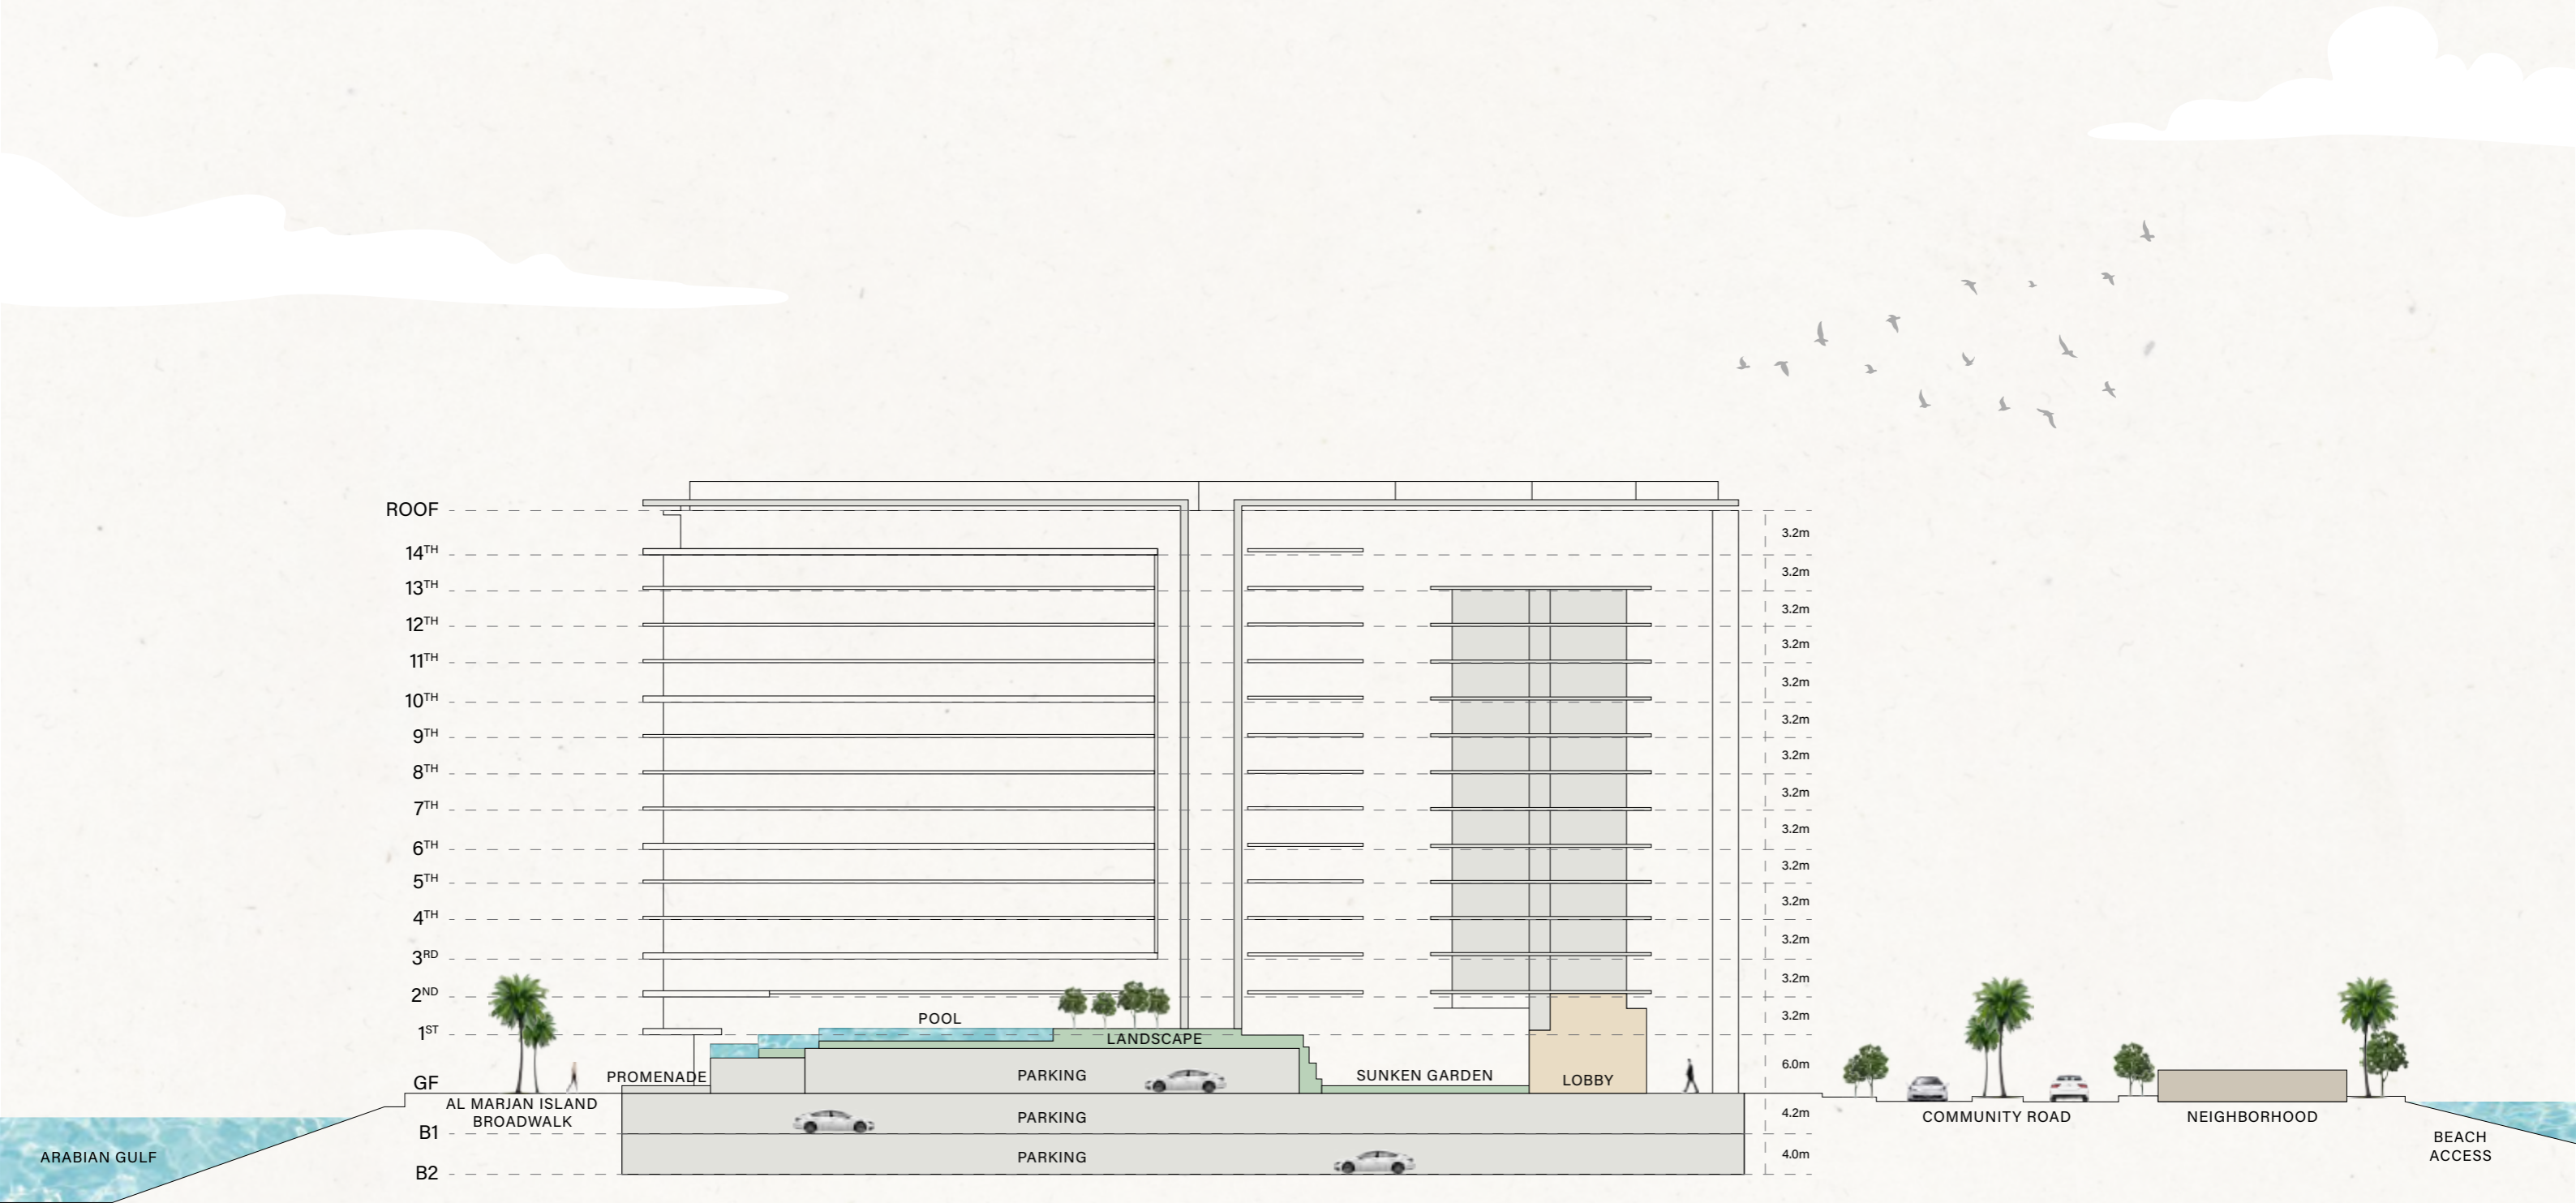 ROOF
3.2m
14TH
3.2m
13TH
3.2m
12TH
3.2m
11TH
3.2m
10TH
3.2m
9TH
3.2m
8TH
3.2m
7TH
3.2m
6TH
3.2m
5TH
3.2m
4TH
3.2m
3RD
3.2m
2ND
3.2m
POOL
1ST
LANDSCAPE
6.0m
PROMENADE
PARKING
SUNKEN GARDEN
LOBBY
GF
AL MARJAN ISLAND
BROADWALK
PARKING
4.2m
COMMUNITY ROAD
NEIGHBORHOOD
B1
ARABIAN GULF
PARKING
4.0m
BEACH
ACCESS
B2